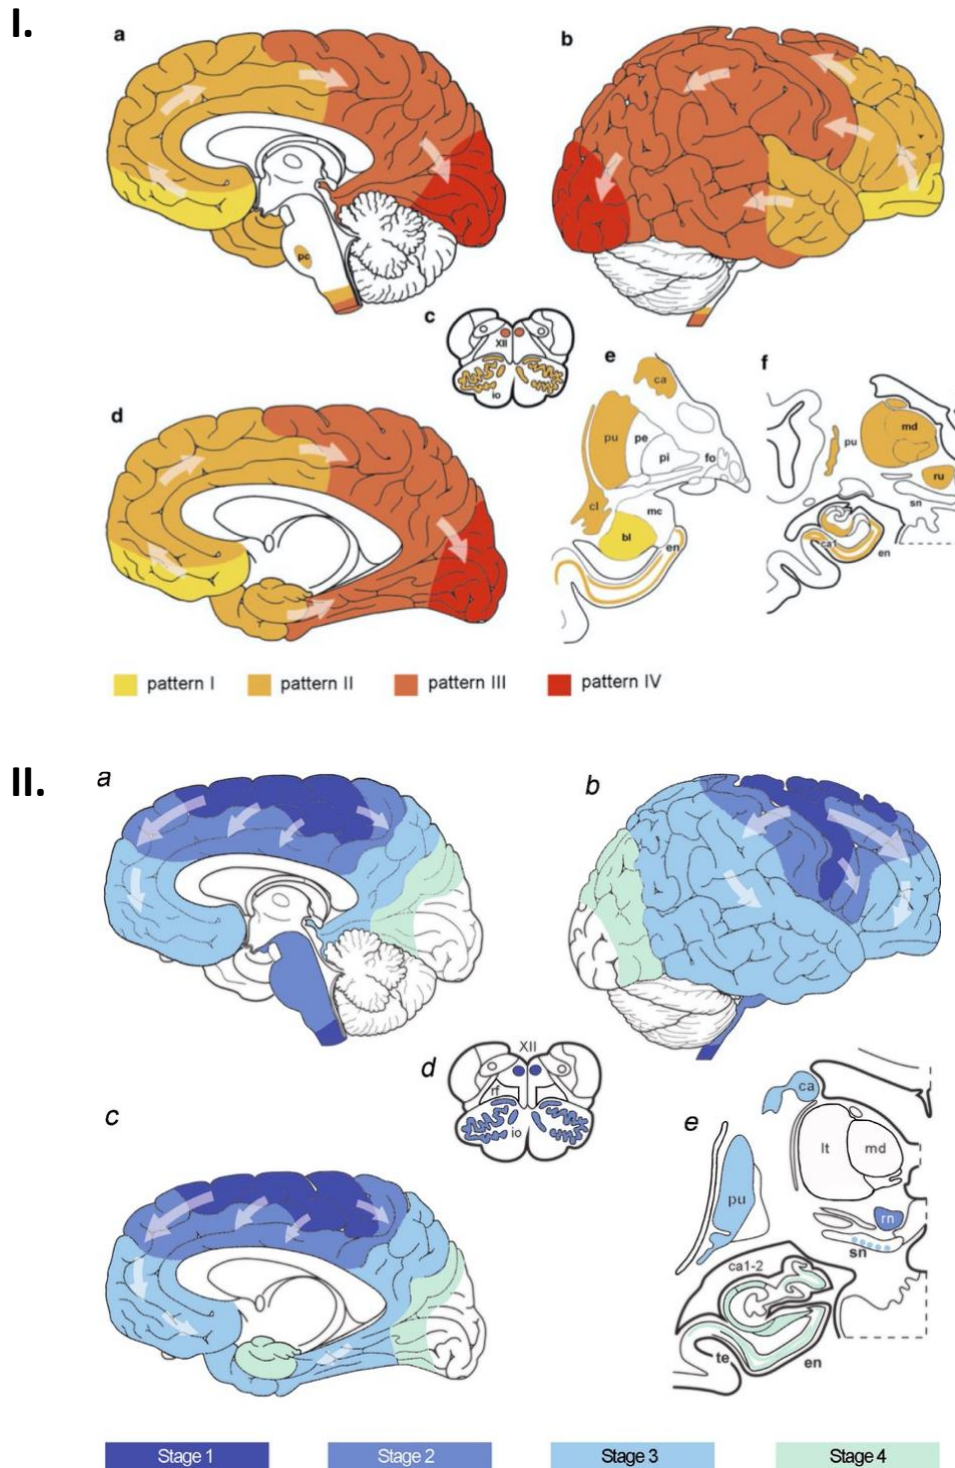 I.
a
b
pc
c
XII
io
d
e
ca
pu
pe
pi
fo
cl
mc
bl
en
f
md
pu
ru
sn
ca1
en
pattern I
pattern II
pattern III
pattern IV
II.
a
b
c
d
XII
rf
io
e
ca
lt
md
pu
rn
sn
ca1-2
te
en
Stage 1
Stage 2
Stage 3
Stage 4